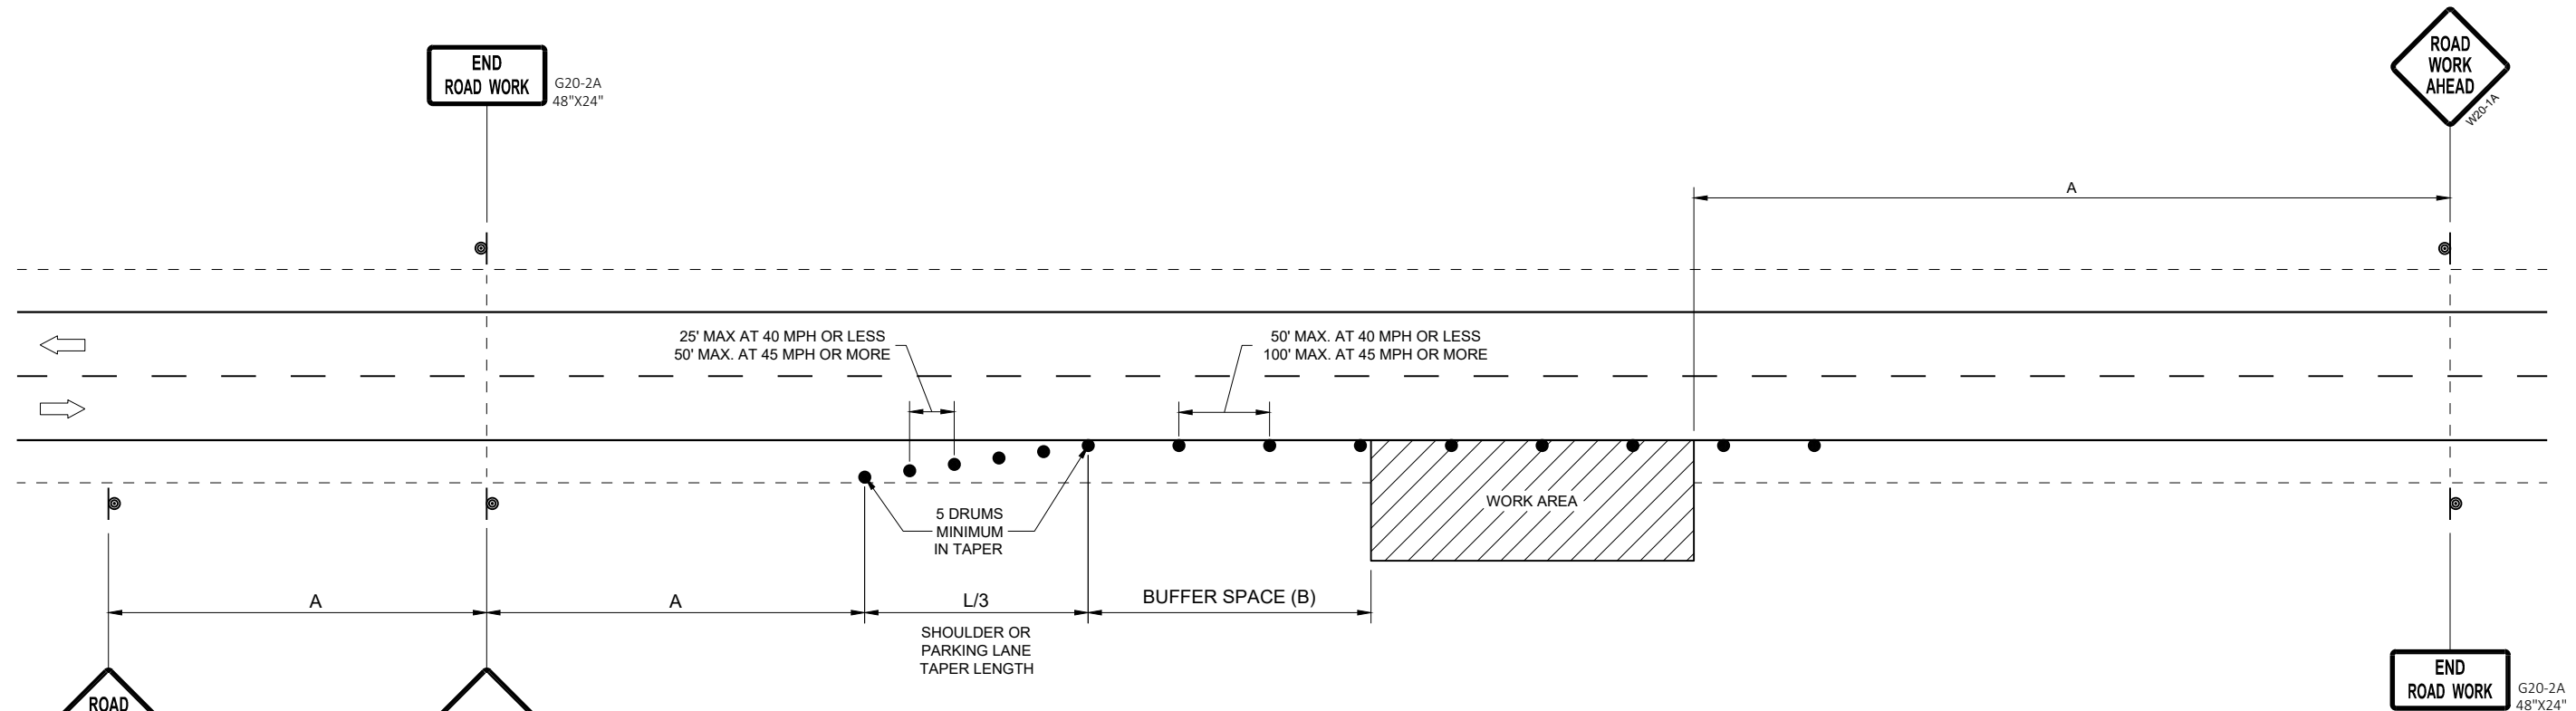 END
ROAD WORK
G20-2A
48"X24"
ROAD
WORK
AHEAD
W20-1A
A
25' MAX AT 40 MPH OR LESS
50' MAX. AT 45 MPH OR MORE
50' MAX. AT 40 MPH OR LESS
100' MAX. AT 45 MPH OR MORE
WORK AREA
5 DRUMS
MINIMUM
IN TAPER
A
A
L/3
BUFFER SPACE (B)
SHOULDER OR
PARKING LANE
TAPER LENGTH
ROAD
END
ROAD WORK
G20-2A
48"X24"